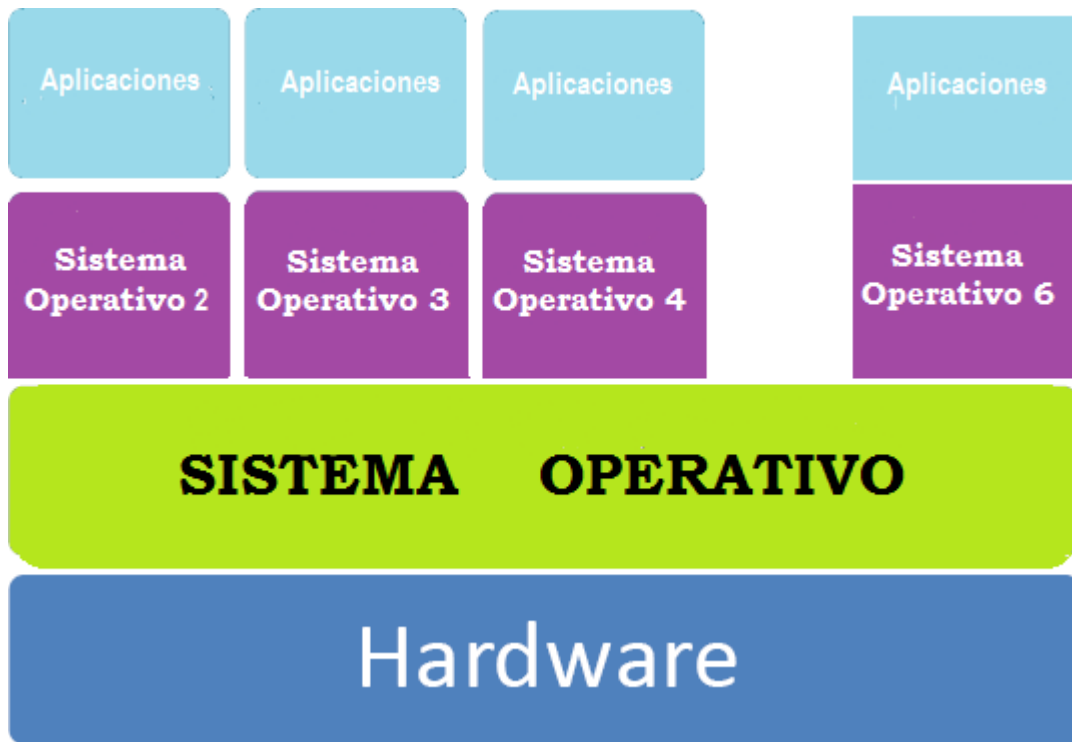 Aplicaciones
Aplicaciones
Aplicaciones
Aplicaciones
Sistema
Operativo 2
Sistema
Operativo 3
Sistema
Operativo 4
Sistema
Operativo 6
SISTEMA OPERATIVO
Hardware